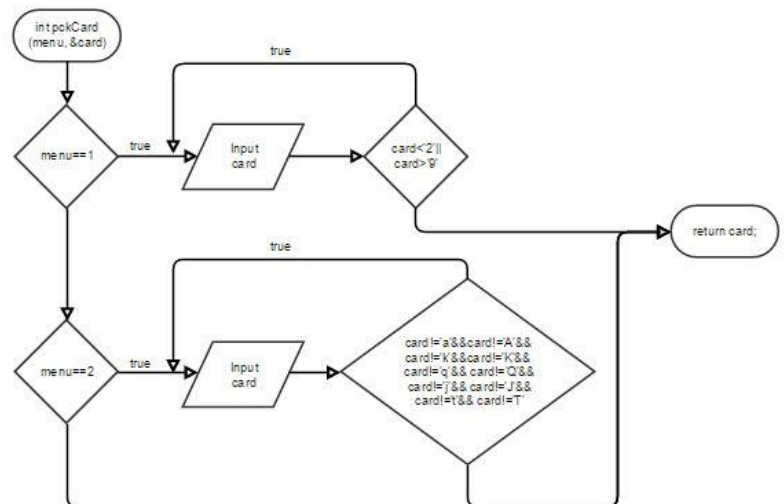 int pckCard
(menu, &card)
true
menu==1
true
Input
card
card<'2'||
card>'9'
return card;
true
menu==2
true
Input
card
card!='a'&&card!='A'&&
card!='k'&&card!='K'&&
card!='q'&& card!='Q'&&
card!='j'&& card!='J'&&
card!='t'&& card!='T'